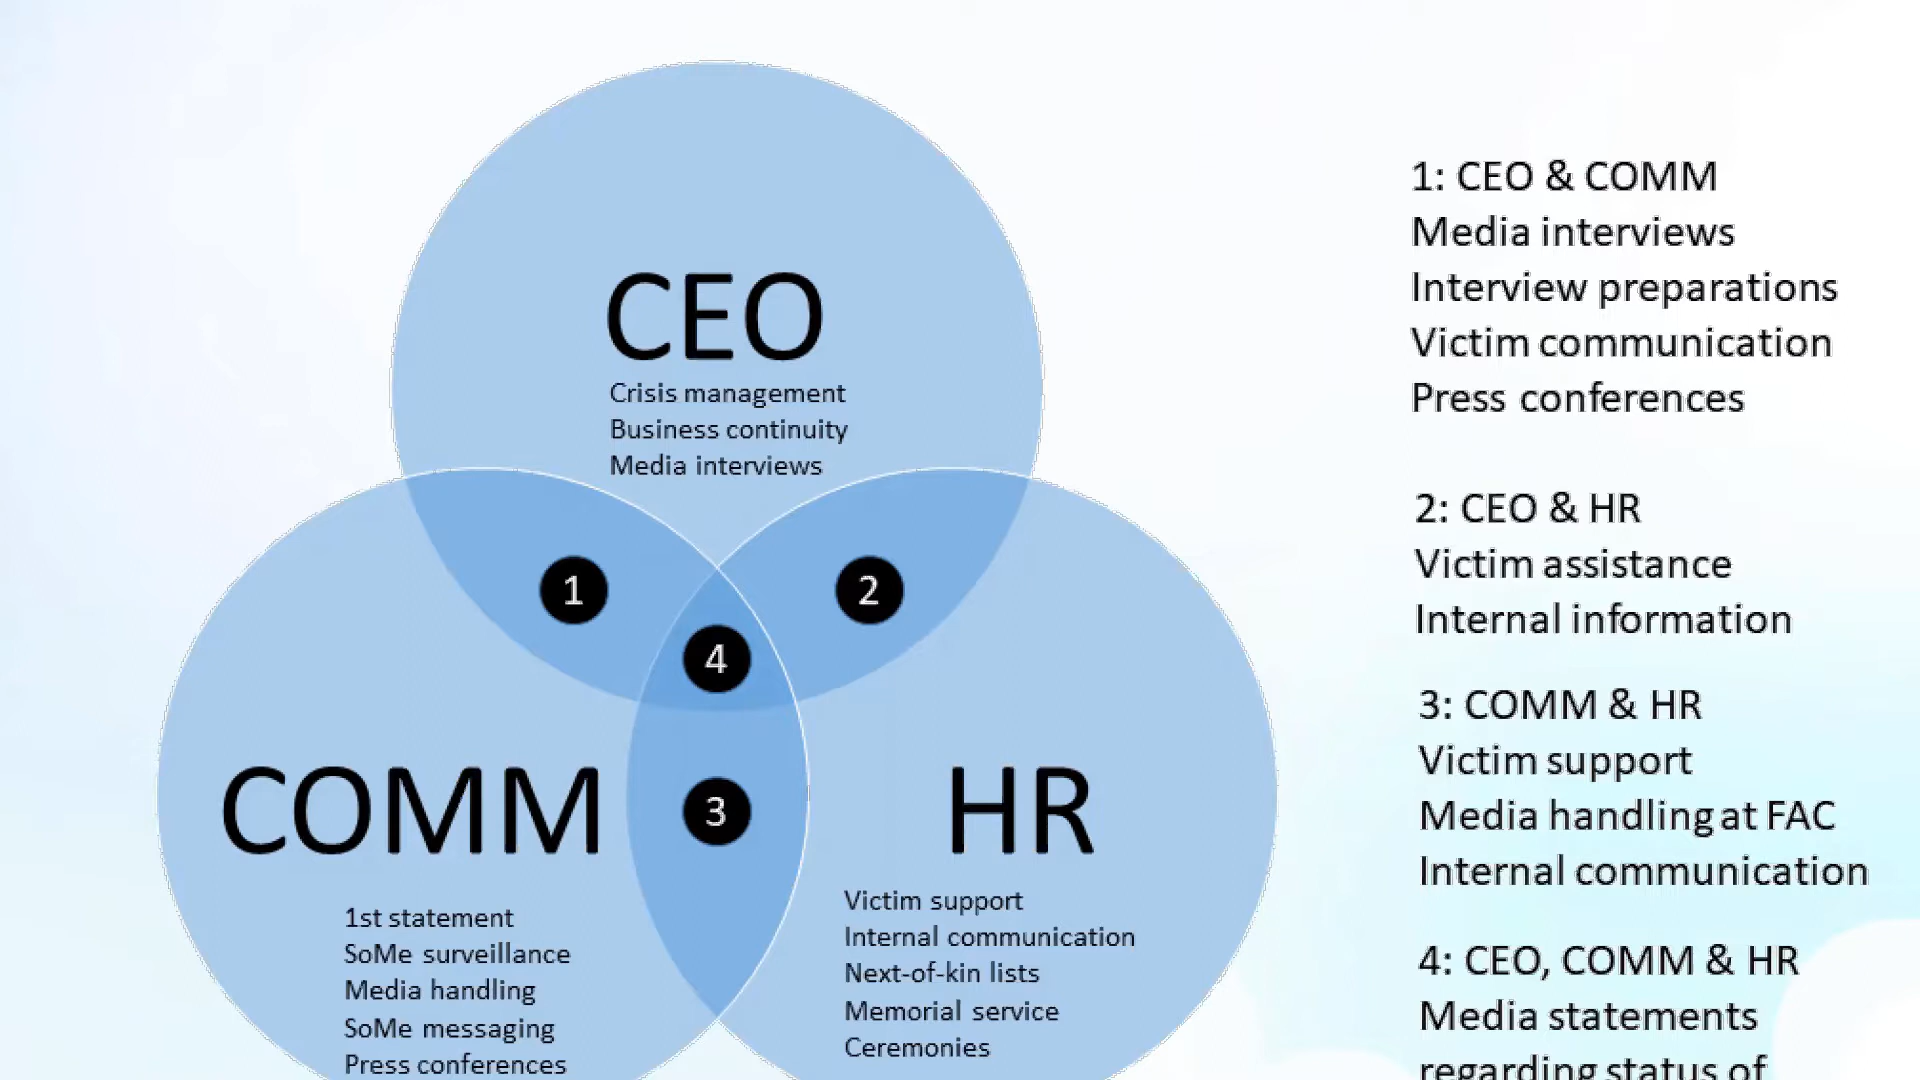 CEO
Crisis management
Business continuity
Media interviews
1
2
4
3
COMM
1st statement
SoMe surveillance
Media handling
SoMe messaging
Press conferences
HR
Victim support
Internal communication
Next-of-kin lists
Memorial service
Ceremonies
1: CEO & COMM
Media interviews
Interview preparations
Victim communication
Press conferences
2: CEO & HR
Victim assistance
Internal information
3: COMM & HR
Victim support
Media handling at FAC
Internal communication
4: CEO, COMM & HR
Media statements
regarding status of